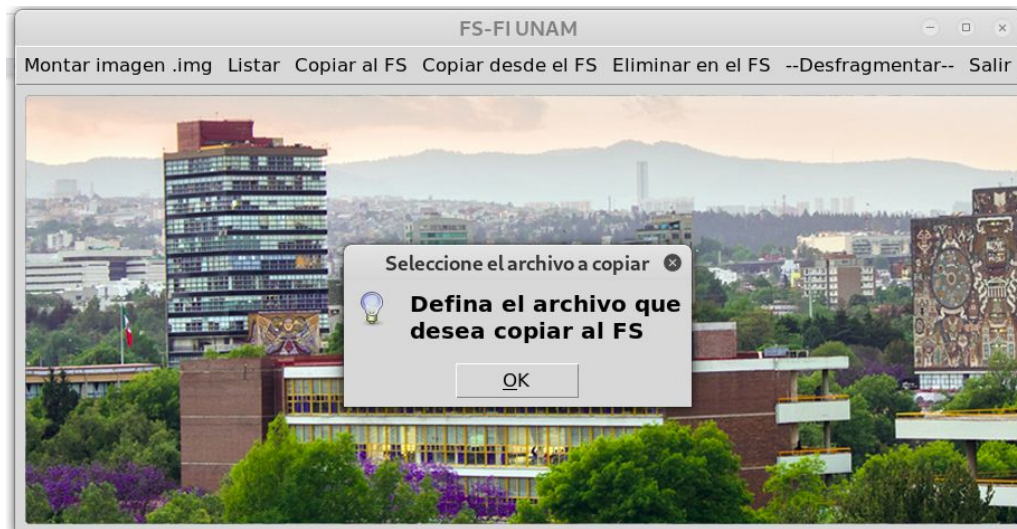 FS-FI UNAM
Montar imagen .img Listar Copiar al FS Copiar desde el FS Eliminar en el FS --Desfragmentar-- Salir
Seleccione el archivo a copiar
Defina el archivo que
desea copiar al FS
OK